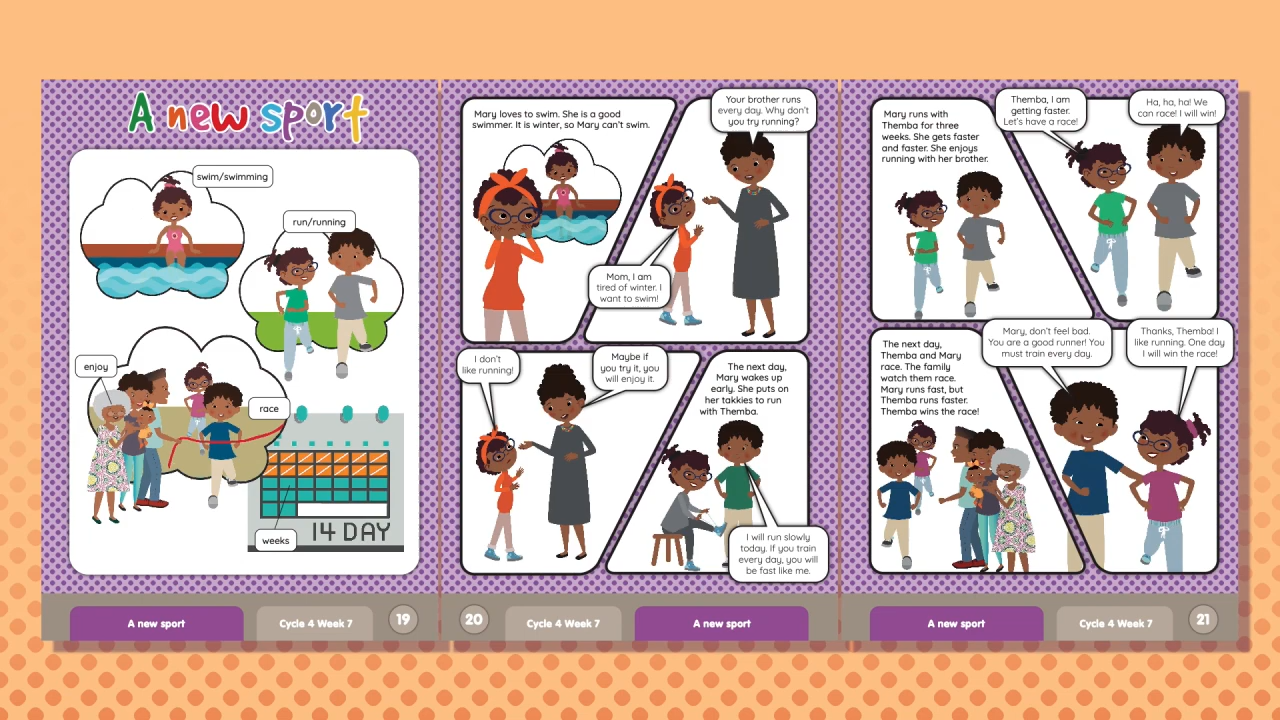 A new sport
swim/swimming
run/running
enjoy
race
14 DAY
weeks
A new sport
Cycle 4 Week 7
19
Mary loves to swim. She is a good
swimmer. It is winter, so Mary can't swim.
Your brother runs
every day. Why don't
you try running?
Mom, I am
tired of winter. I
want to swim!
I don't
like running!
Maybe if
you try it, you
will enjoy it.
The next day,
Mary wakes up
early. She puts on
her takkies to run
with Themba.
I will run slowly
today. If you train
every day, you will
be fast like me.
20
Cycle 4 Week 7
A new sport
Mary runs with
Themba for three
weeks. She gets faster
and faster. She enjoys
running with her brother.
Themba, I am
getting faster.
Let's have a race!
Ha, ha, ha! We
can race! I will win!
The next day,
Themba and Mary
race. The family
watch them race.
Mary runs fast, but
Themba runs faster.
Themba wins the race!
Mary, don't feel bad.
You are a good runner! You
must train every day.
Thanks, Themba! I
like running. One day
I will win the race!
A new sport
Cycle 4 Week 7
21